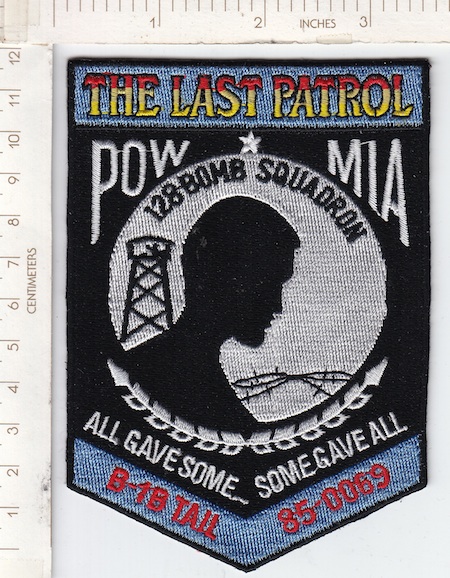 1 2 INCHES 3
12
11
10
9
8
7
6
5
4
3
2
1
CENTIMETERS
THE LAST PATROL
POW MIA
128 BOMB SQUADRON
ALL GAVE SOME... SOME GAVE ALL
B-1B TAIL 85-0069